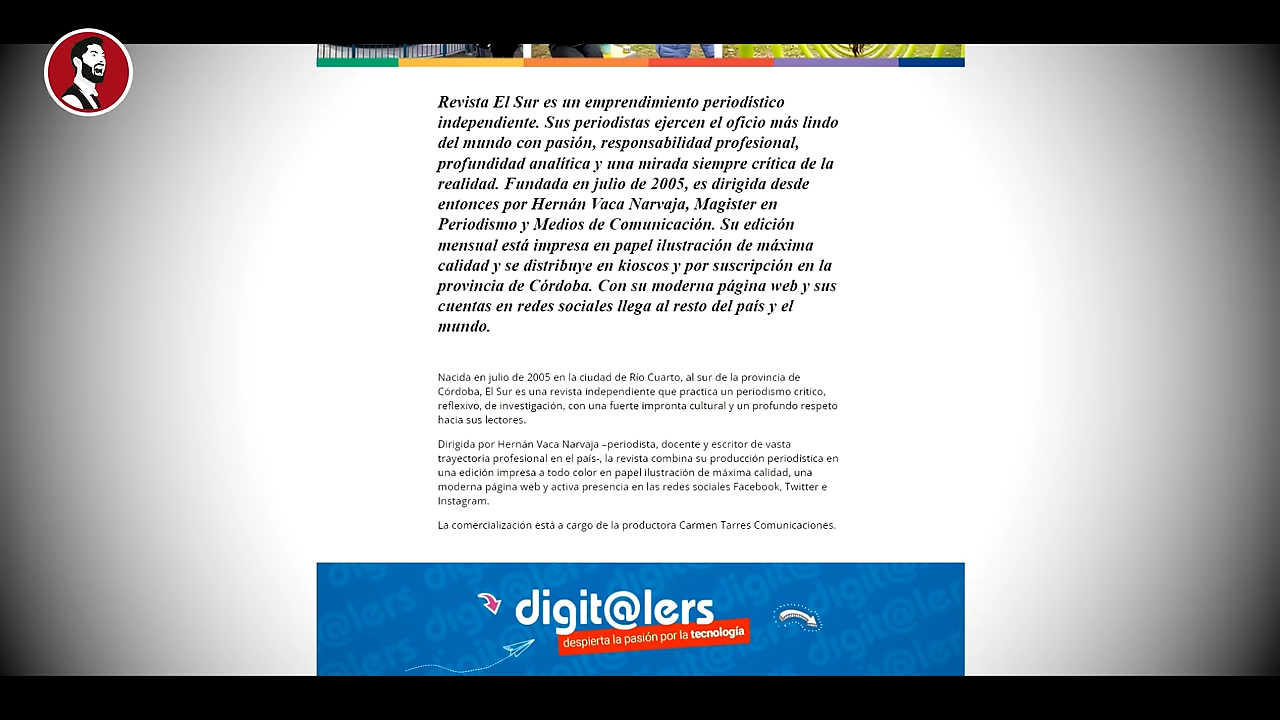 Revista El Sur es un emprendimiento periodístico
independiente. Sus periodistas ejercen el oficio más lindo
del mundo con pasión, responsabilidad profesional,
profundidad analítica y una mirada siempre crítica de la
realidad. Fundada en julio de 2005, es dirigida desde
entonces por Hernán Vaca Narvaja, Magister en
Periodismo y Medios de Comunicación. Su edición
mensual está impresa en papel ilustración de máxima
calidad y se distribuye en kioscos y por suscripción en la
provincia de Córdoba. Con su moderna página web y sus
cuentas en redes sociales llega al resto del país y el
mundo.
Nacida en julio de 2005 en la ciudad de Río Cuarto, al sur de la provincia de
Córdoba, El Sur es una revista independiente que practica un periodismo crítico,
reflexivo, de investigación, con una fuerte impronta cultural y un profundo respeto
hacia sus lectores.
Dirigida por Hernán Vaca Narvaja –periodista, docente y escritor de vasta
trayectoria profesional en el país-, la revista combina su producción periodística en
una edición impresa a todo color en papel ilustración de máxima calidad, una
moderna página web y activa presencia en las redes sociales Facebook, Twitter e
Instagram.
La comercialización está a cargo de la productora Carmen Tarres Comunicaciones.
digit@lers
despierta la pasión por la tecnología